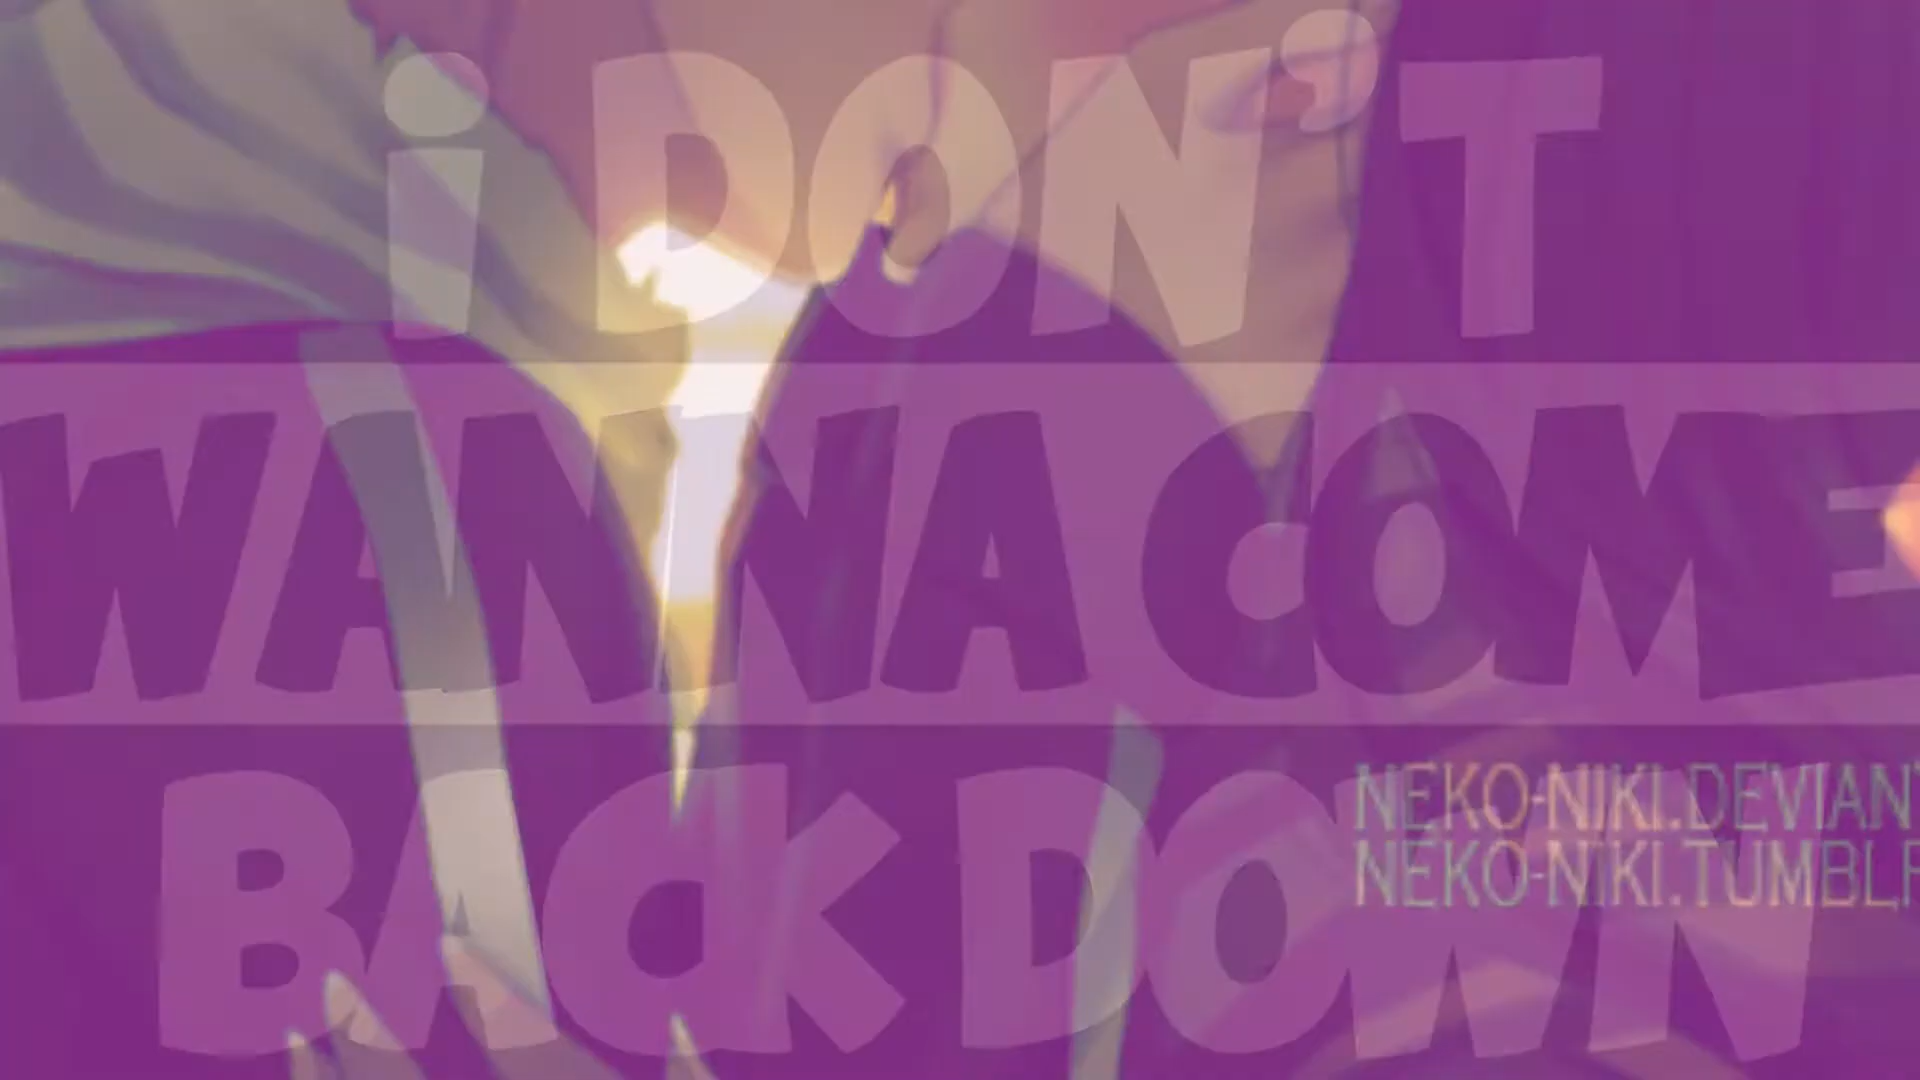 i DON'T
WANNA COME
BACK DOWN
NEKO-NIKI.DEVIANT
NEKO-NIKI.TUMBLR